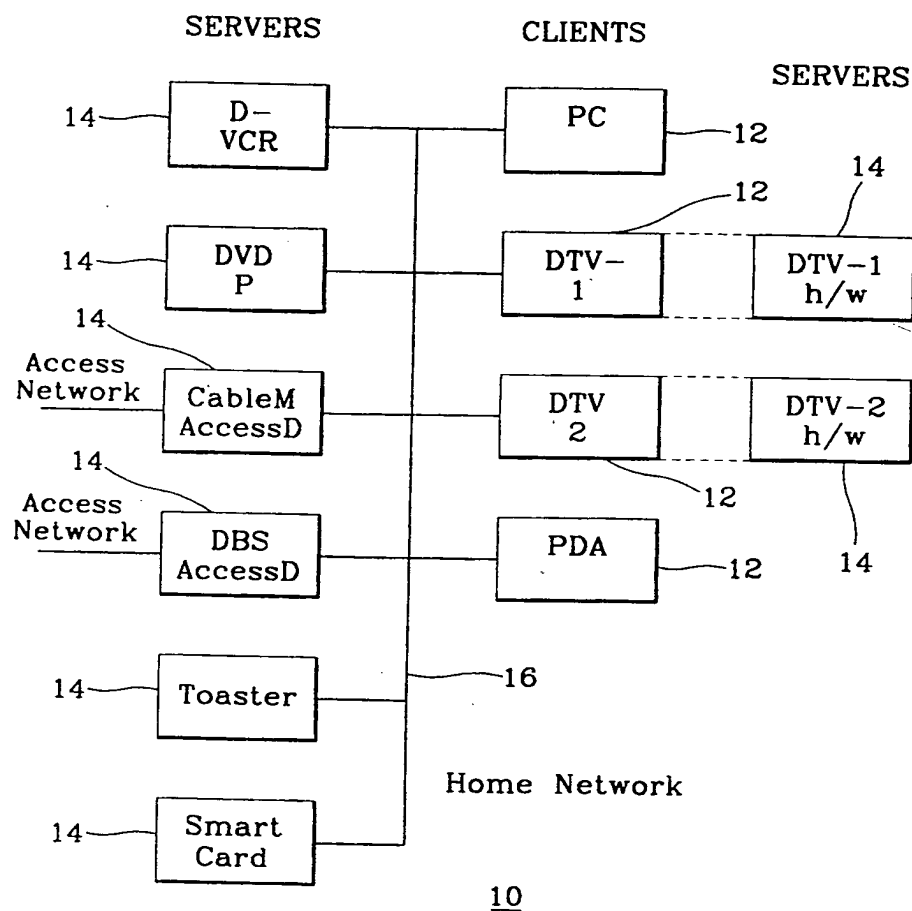 SERVERS
CLIENTS
SERVERS
14
D-
VCR
PC
12
12
14
14
DVD
P
DTV-
1
DTV-1
h/w
14
Access
Network
CableM
AccessD
DTV
2
DTV-2
h/w
14
12
Access
Network
DBS
AccessD
PDA
12
14
14
Toaster
16
Home Network
14
Smart
Card
10